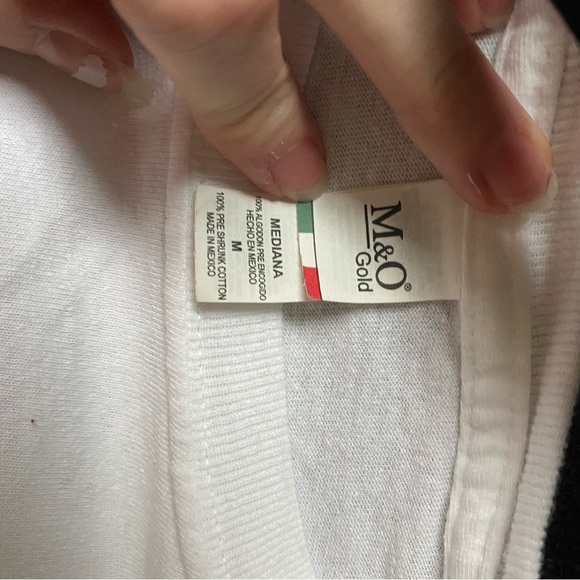 M&O®
Gold
MEDIANA
100% ALGODON PRE ENCOGIDO
HECHO EN MEXICO
M
100% PRE SHRUNK COTTON
MADE IN MEXICO